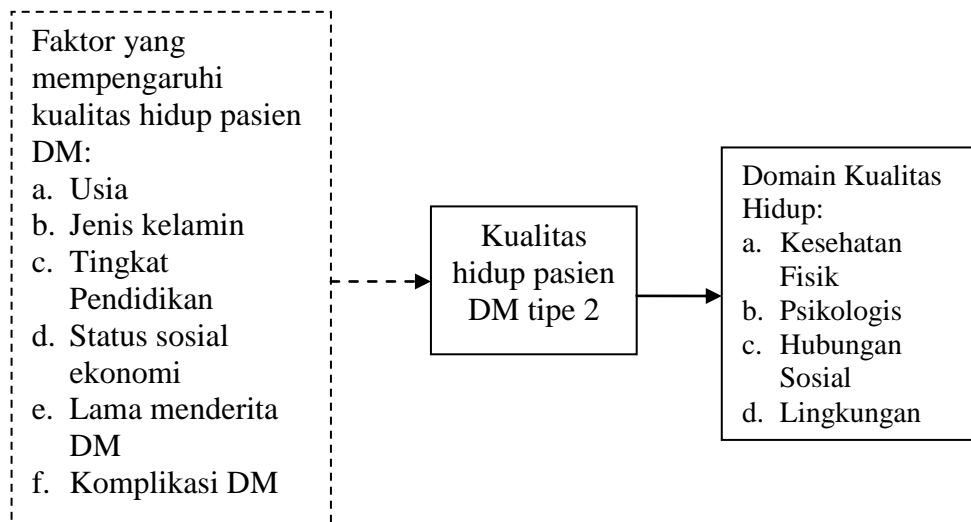 Faktor yang
mempengaruhi
kualitas hidup pasien
DM:
a. Usia
b. Jenis kelamin
c. Tingkat
Pendidikan
d. Status sosial
ekonomi
e. Lama menderita
DM
f. Komplikasi DM
Kualitas
hidup pasien
DM tipe 2
Domain Kualitas
Hidup:
a. Kesehatan
Fisik
b. Psikologis
c. Hubungan
Sosial
d. Lingkungan